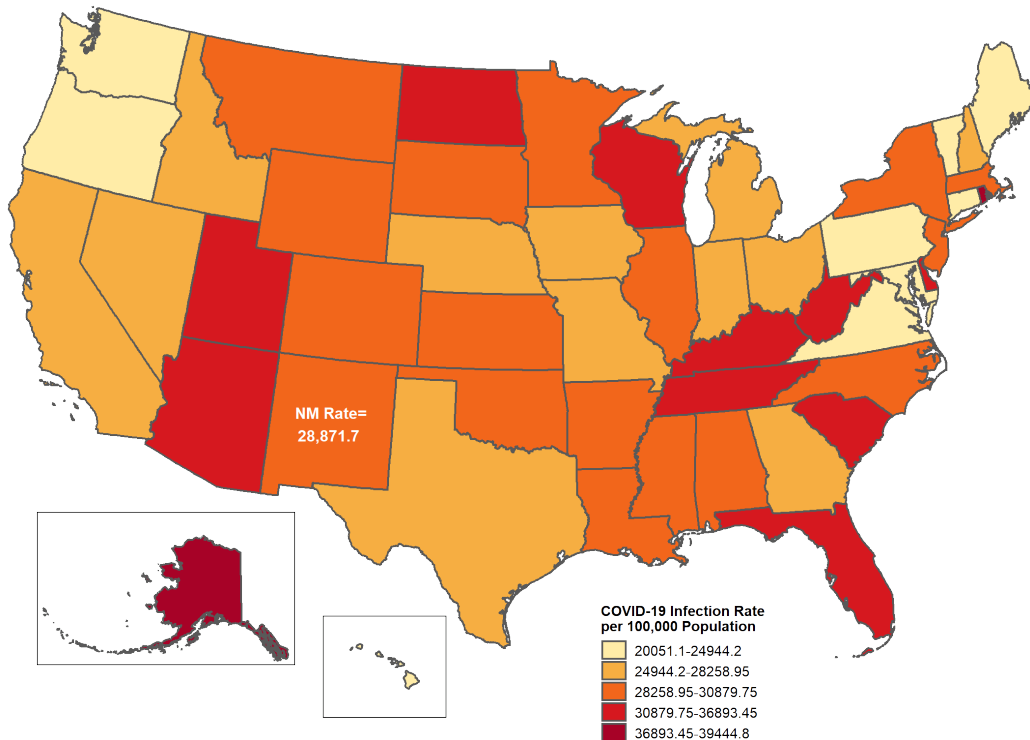 NM Rate=
28,871.7
COVID-19 Infection Rate
per 100,000 Population
20051.1-24944.2
24944.2-28258.95
28258.95-30879.75
30879.75-36893.45
36893.45-39444.8